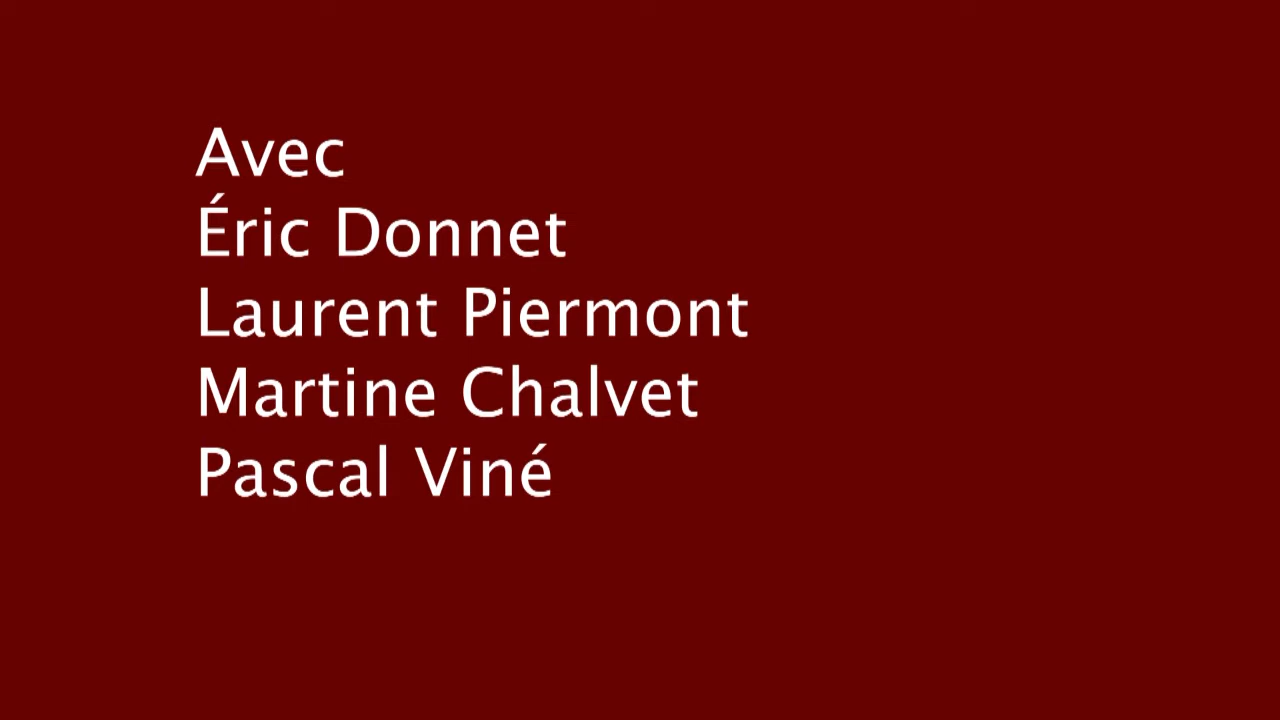 Avec
Éric Donnet
Laurent Piermont
Martine Chalvet
Pascal Viné